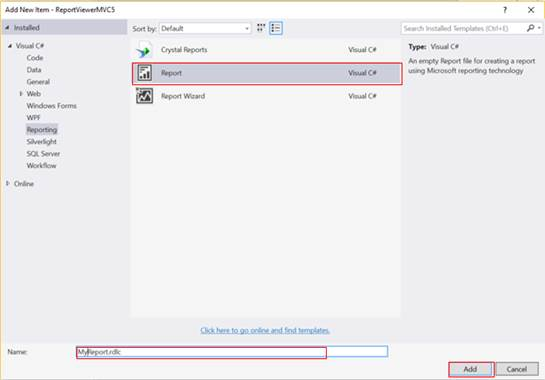 Add New Item - ReportViewerMVC5
? ×
Installed
Sort by: Default
Search Installed Templates (Ctrl+E)
Visual C#
Code
Data
General
Web
Windows Forms
WPF
Reporting
Silverlight
SQL Server
Workflow
Online
Crystal Reports Visual C#
Report Visual C#
Report Wizard Visual C#
Type: Visual C#
An empty Report file for creating a report
using Microsoft reporting technology
Click here to go online and find templates.
Name: MyReport.rdlc
Add Cancel